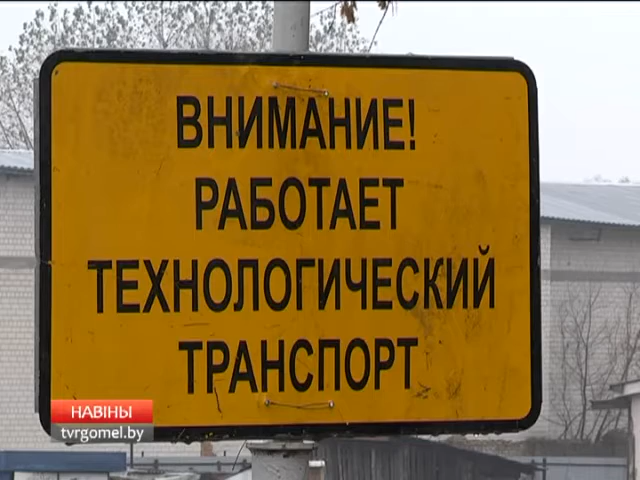 ВНИМАНИЕ!
РАБОТАЕТ
ТЕХНОЛОГИЧЕСКИЙ
ТРАНСПОРТ
НАВІНЫ
tvrgomel.by